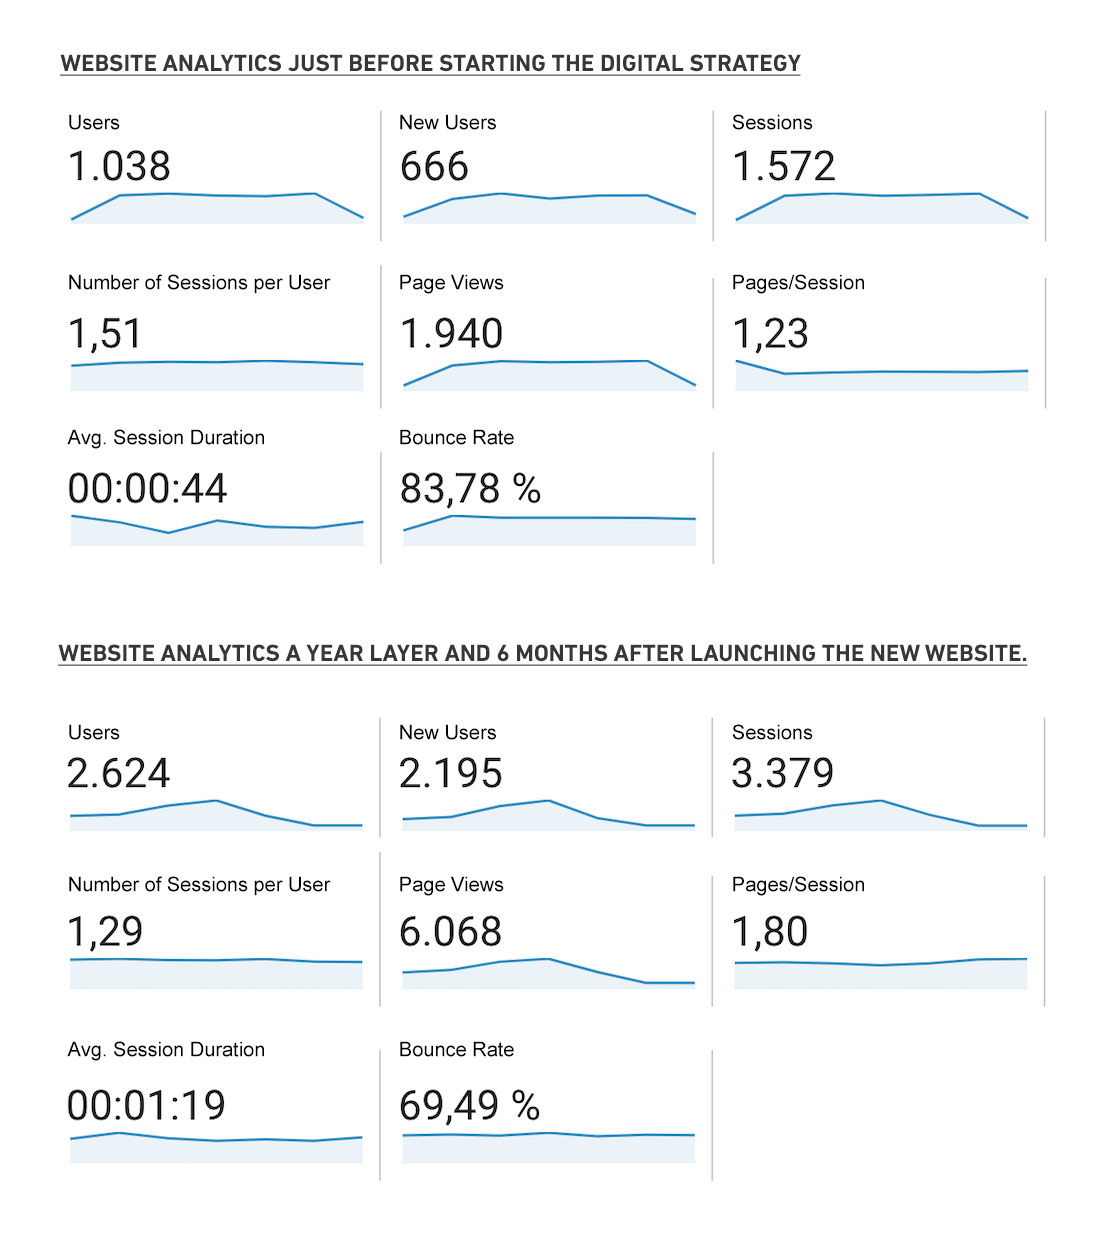 WEBSITE ANALYTICS JUST BEFORE STARTING THE DIGITAL STRATEGY
Users
1.038
New Users
666
Sessions
1.572
Number of Sessions per User
1,51
Page Views
1.940
Pages/Session
1,23
Avg. Session Duration
00:00:44
Bounce Rate
83,78 %
WEBSITE ANALYTICS A YEAR LAYER AND 6 MONTHS AFTER LAUNCHING THE NEW WEBSITE.
Users
2.624
New Users
2.195
Sessions
3.379
Number of Sessions per User
1,29
Page Views
6.068
Pages/Session
1,80
Avg. Session Duration
00:01:19
Bounce Rate
69,49 %